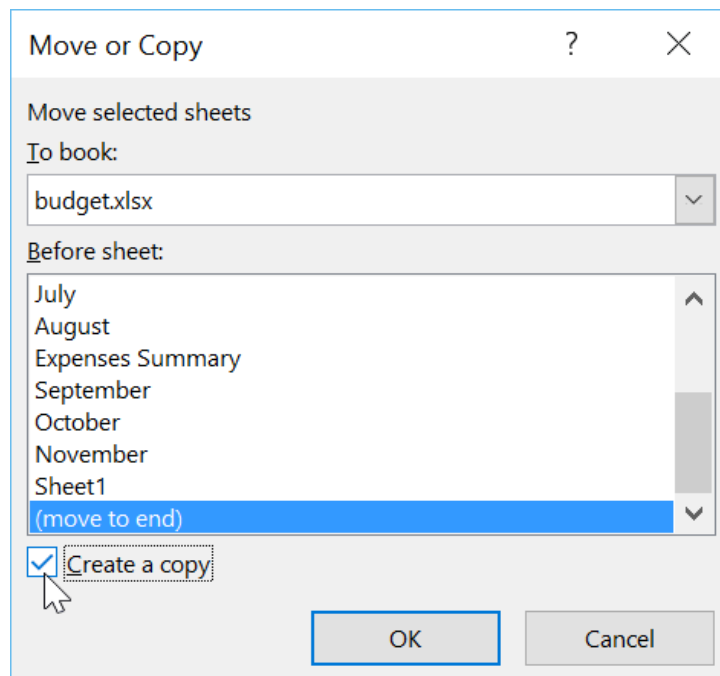 Move or Copy ?
Move selected sheets
To book:
budget.xlsx
Before sheet:
July
August
Expenses Summary
September
October
November
Sheet1
(move to end)
Create a copy
OK Cancel